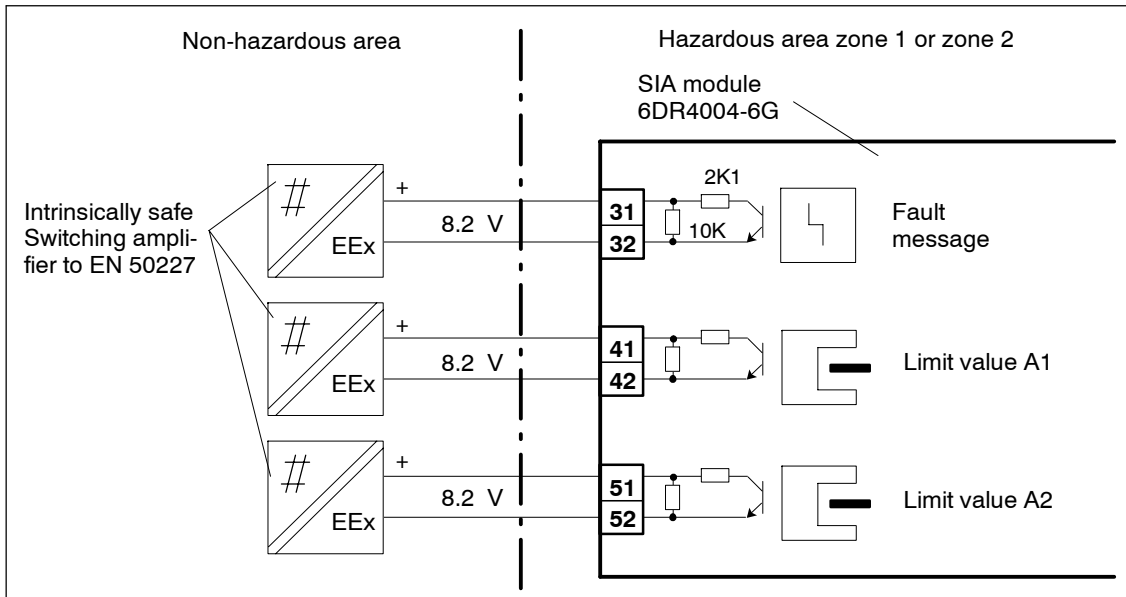 Non-hazardous area
Hazardous area zone 1 or zone 2
SIA module
6DR4004-6G
Intrinsically safe
Switching ampli-
fier to EN 50227
EEx
+
8.2 V
31
32
2K1
10K
Fault
message
EEx
+
8.2 V
41
42
Limit value A1
EEx
+
8.2 V
51
52
Limit value A2